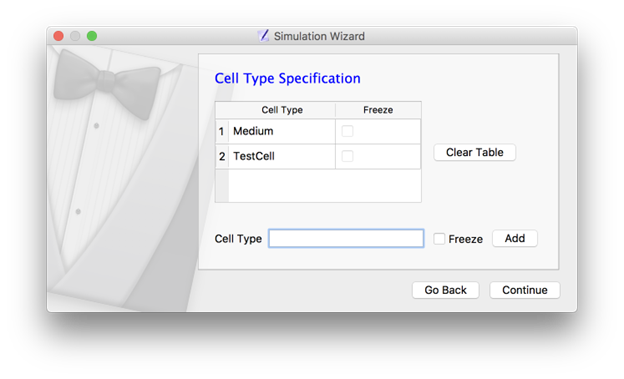 Simulation Wizard
Cell Type Specification
Cell Type Freeze
1 Medium
2 TestCell
Clear Table
Cell Type Freeze Add
Go Back Continue